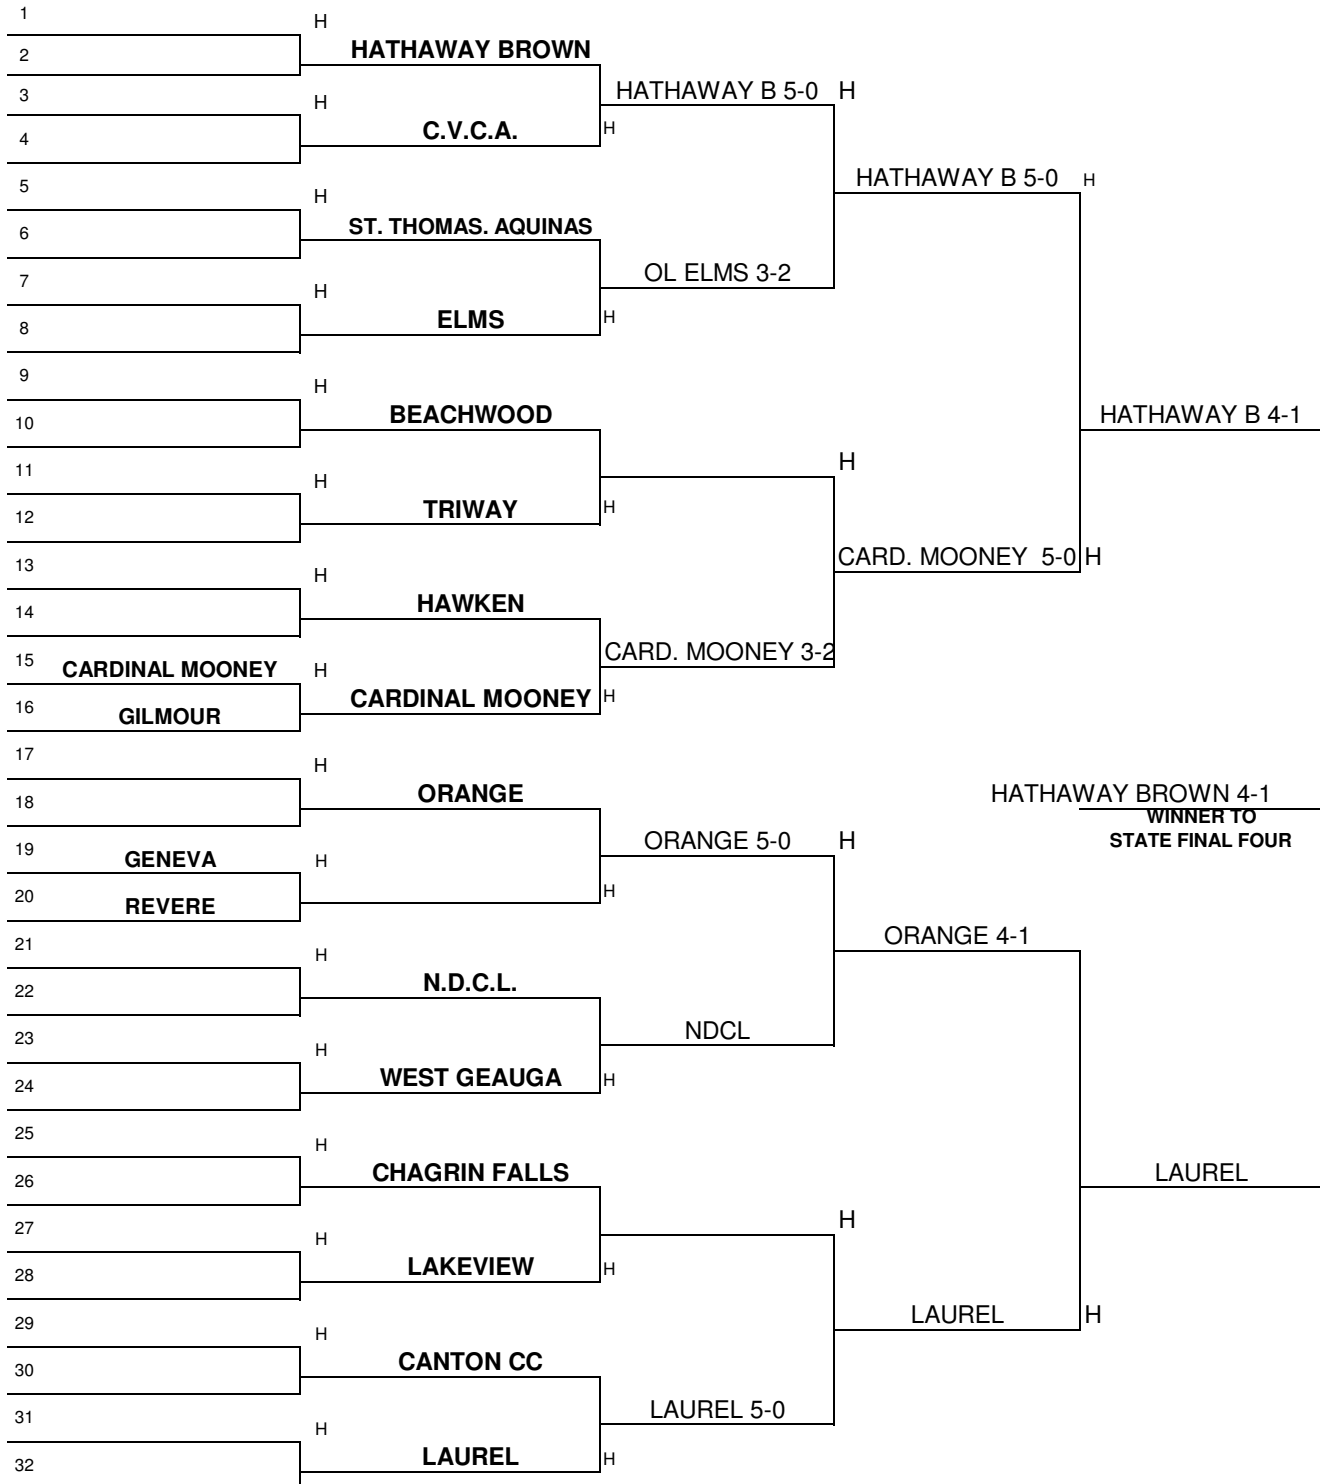 1
H
2
HATHAWAY BROWN
3
HATHAWAY B 5-0 H
H
4
C.V.C.A.
H
5
HATHAWAY B 5-0 H
H
6
ST. THOMAS. AQUINAS
7
OL ELMS 3-2
H
8
ELMS
H
9
H
10
BEACHWOOD
HATHAWAY B 4-1
11
H
H
12
TRIWAY
H
13
CARD. MOONEY 5-0 H
H
14
HAWKEN
15
CARDINAL MOONEY
H
CARD. MOONEY 3-2
16
GILMOUR
CARDINAL MOONEY
H
17
H
18
ORANGE
HATHAWAY BROWN 4-1
WINNER TO
STATE FINAL FOUR
19
GENEVA
H
ORANGE 5-0 H
20
REVERE
H
21
H
ORANGE 4-1
22
N.D.C.L.
23
NDCL
H
24
WEST GEAUGA
H
25
H
26
CHAGRIN FALLS
LAUREL
27
H
H
28
LAKEVIEW
H
29
LAUREL H
H
30
CANTON CC
31
LAUREL 5-0
H
32
LAUREL
H